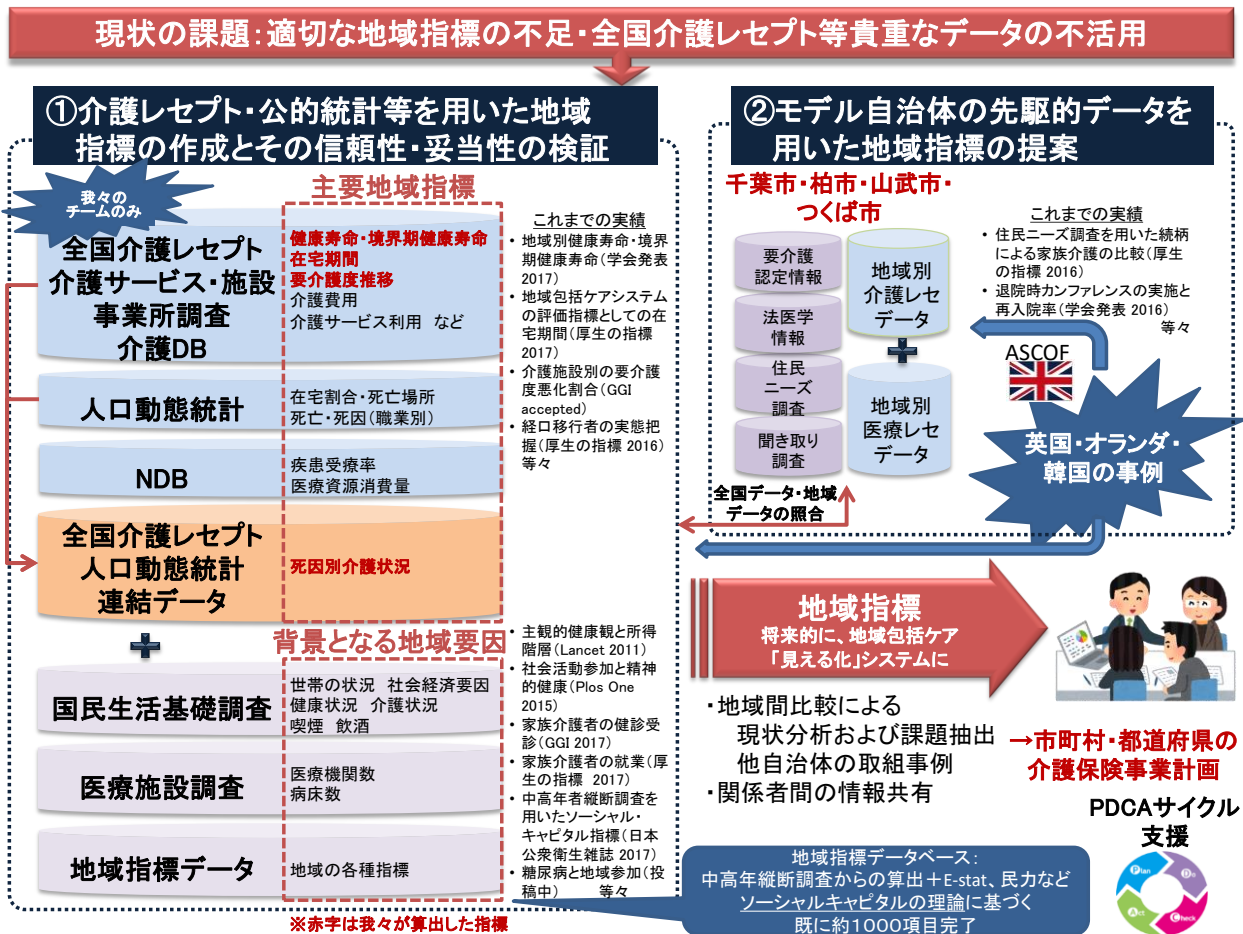 現状の課題:適切な地域指標の不足・全国介護レセプト等貴重なデータの不活用
①介護レセプト・公的統計等を用いた地域
指標の作成とその信頼性・妥当性の検証
我々の
チームのみ
主要地域指標
全国介護レセプト
介護サービス・施設
事業所調査
介護DB
健康寿命・境界期健康寿命
在宅期間
要介護度推移
介護費用
介護サービス利用 など
人口動態統計
在宅割合・死亡場所
死亡・死因(職業別)
NDB
疾患受療率
医療資源消費量
全国介護レセプト
人口動態統計
連結データ
死因別介護状況
これまでの実績
• 地域別健康寿命・境界
期健康寿命(学会発表
2017)
• 地域包括ケアシステム
の評価指標としての在
宅期間(厚生の指標
2017)
• 介護施設別の要介護
度悪化割合(GGI
accepted)
• 経口移行者の実態把
握(厚生の指標 2016)
等々
背景となる地域要因
国民生活基礎調査
世帯の状況 社会経済要因
健康状況 介護状況
喫煙 飲酒
医療施設調査
医療機関数
病床数
地域指標データ
地域の各種指標
• 主観的健康観と所得
階層(Lancet 2011)
• 社会活動参加と精神
的健康(Plos One
2015)
• 家族介護者の健診受
診(GGI 2017)
• 家族介護者の就業(厚
生の指標 2017)
• 中高年者縦断調査を
用いたソーシャル・
キャピタル指標(日本
公衆衛生雑誌 2017)
• 糖尿病と地域参加(投
稿中) 等々
※赤字は我々が算出した指標
②モデル自治体の先駆的データを
用いた地域指標の提案
千葉市・柏市・山武市・
つくば市
要介護
認定情報
法医学
情報
住民
ニーズ
調査
聞き取り
調査
地域別
介護レセ
データ
地域別
医療レセ
データ
これまでの実績
• 住民ニーズ調査を用いた続柄
による家族介護の比較(厚生
の指標 2016)
• 退院時カンファレンスの実施と
再入院率(学会発表 2016)
等々
ASCOF
英国・オランダ・
韓国の事例
全国データ・地域
データの照合
地域指標
将来的に、地域包括ケア
「見える化」システムに
・地域間比較による
現状分析および課題抽出
他自治体の取組事例
・関係者間の情報共有
→市町村・都道府県の
介護保険事業計画
PDCAサイクル
支援
Plan
Do
Check
Act
地域指標データベース:
中高年縦断調査からの算出+E-stat、民力など
ソーシャルキャピタルの理論に基づく
既に約1000項目完了